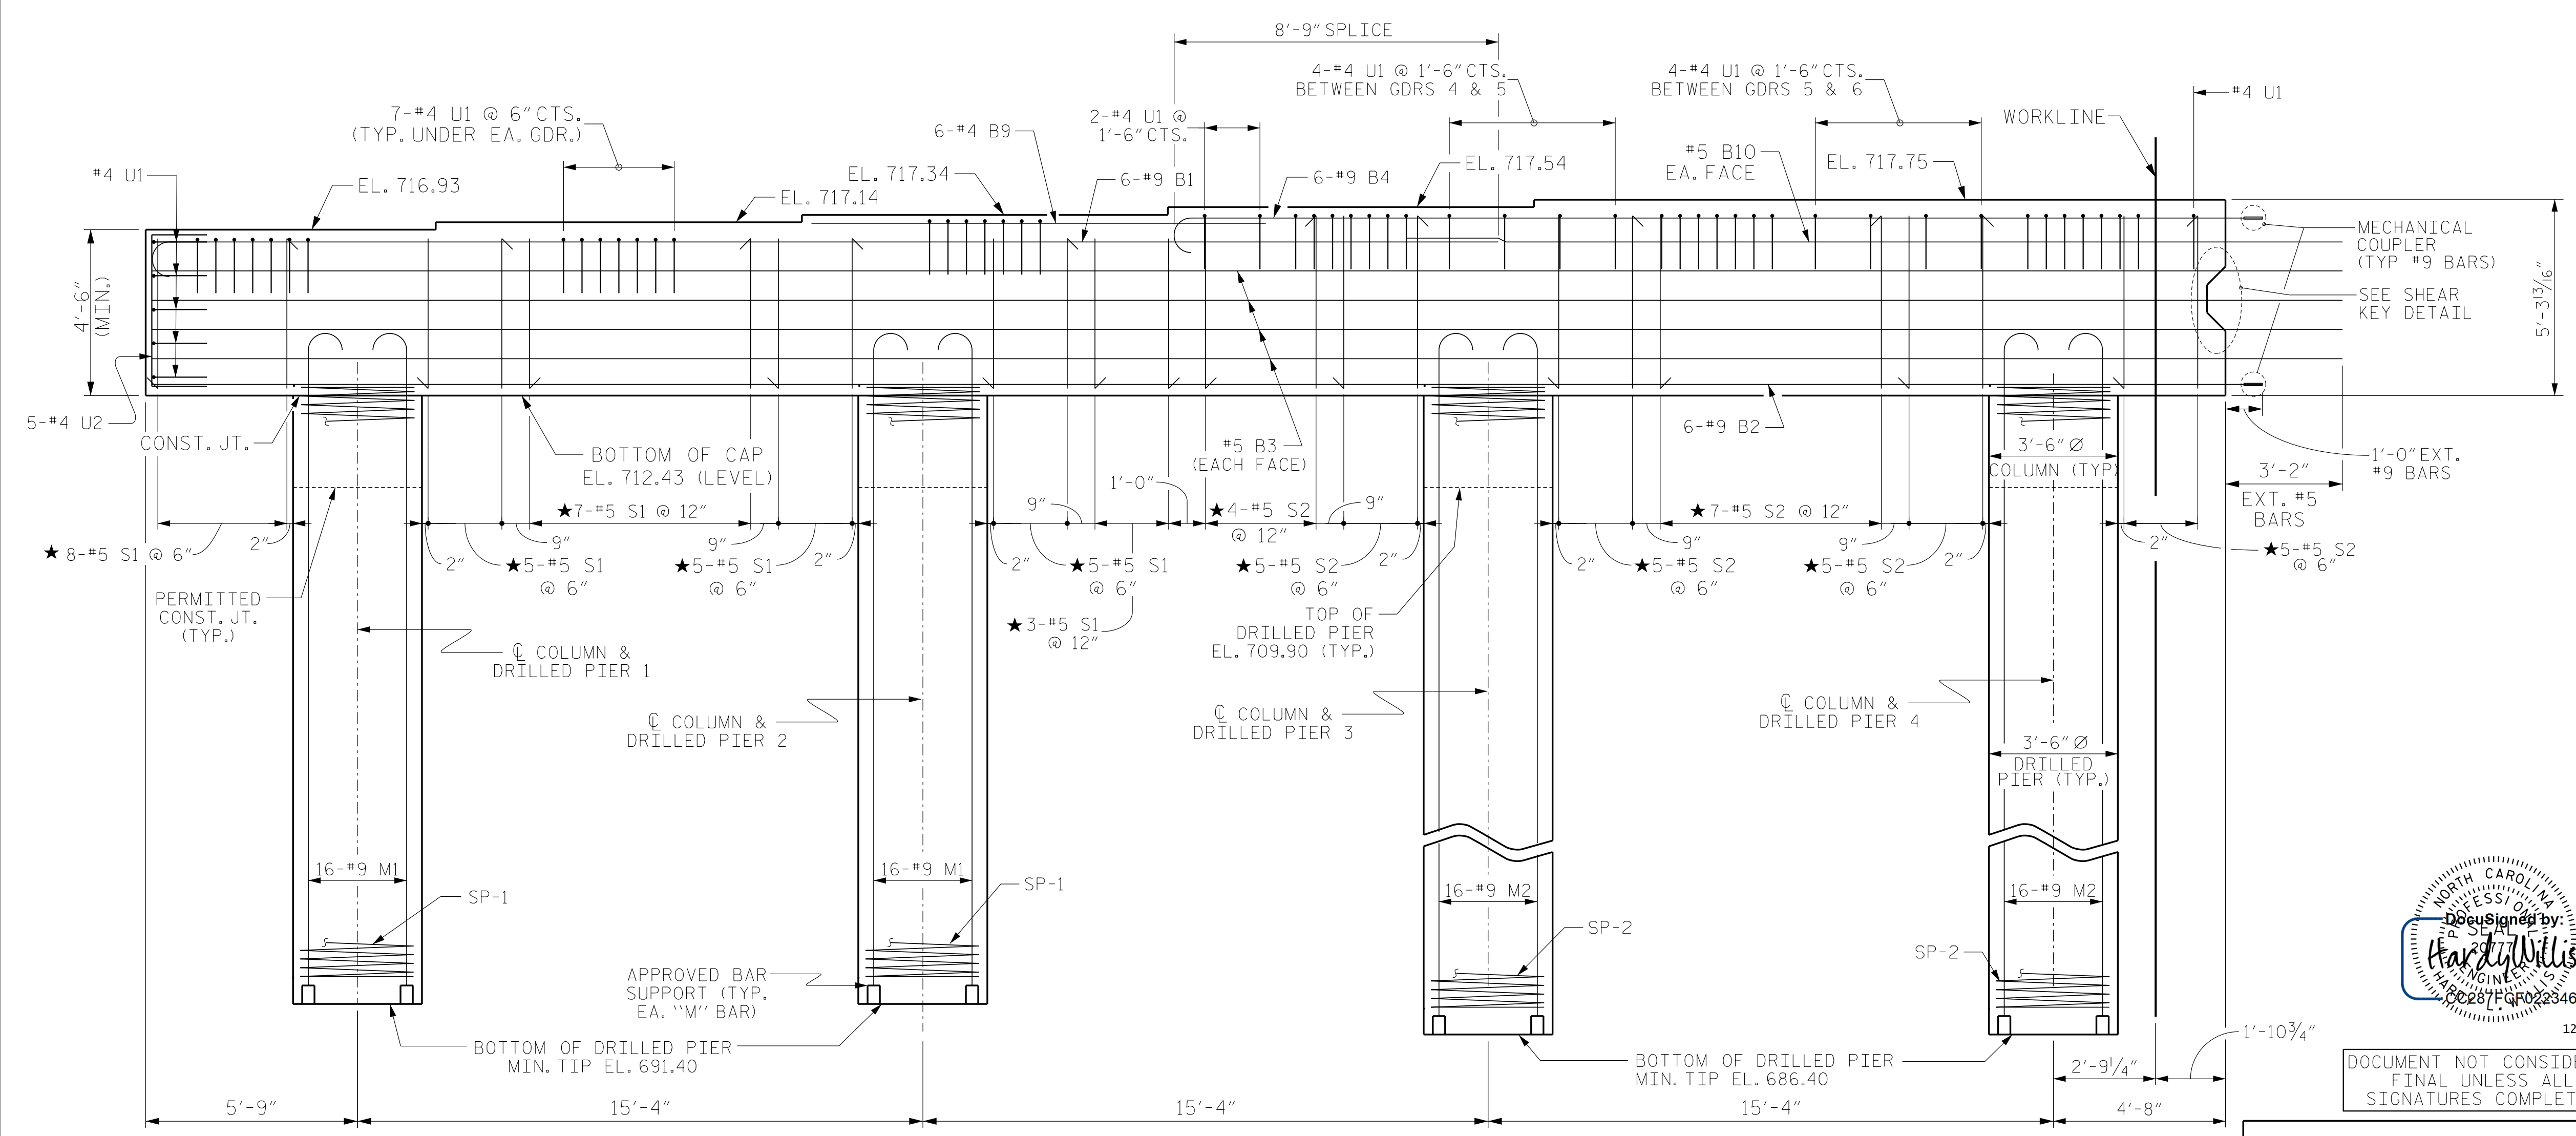 8'-9" SPLICE
4-#4 U1 @ 1'-6" CTS.
BETWEEN GDRS 4 & 5
4-#4 U1 @ 1'-6" CTS.
BETWEEN GDRS 5 & 6
#4 U1
WORKLINE
7-#4 U1 @ 6" CTS.
(TYP. UNDER EA. GDR.)
6-#4 B9
2-#4 U1 @
1'-6" CTS.
#4 U1
EL. 716.93
EL. 717.14
EL. 717.34
6-#9 B1
6-#9 B4
EL. 717.54
#5 B10
EA. FACE
EL. 717.75
MECHANICAL
COUPLER
(TYP #9 BARS)
SEE SHEAR
KEY DETAIL
4'-6"
(MIN.)
5'-3 13/16"
5-#4 U2
CONST. JT.
BOTTOM OF CAP
EL. 712.43 (LEVEL)
#5 B3
(EACH FACE)
6-#9 B2
3'-6" Ø
COLUMN (TYP)
1'-0" EXT.
#9 BARS
3'-2"
EXT. #5
BARS
★ 8-#5 S1 @ 6"
2"
2"
★5-#5 S1
@ 6"
9"
★7-#5 S1 @ 12"
9"
★5-#5 S1
@ 6"
2"
2"
9"
★5-#5 S1
@ 6"
★3-#5 S1
@ 12"
1'-0"
★4-#5 S2
@ 12"
9"
★5-#5 S2
@ 6"
2"
2"
★5-#5 S2
@ 6"
9"
★7-#5 S2 @ 12"
9"
★5-#5 S2
@ 6"
2"
2"
★5-#5 S2
@ 6"
PERMITTED
CONST. JT.
(TYP.)
TOP OF
DRILLED PIER
EL. 709.90 (TYP.)
℄ COLUMN &
DRILLED PIER 1
℄ COLUMN &
DRILLED PIER 2
℄ COLUMN &
DRILLED PIER 3
℄ COLUMN &
DRILLED PIER 4
3'-6" Ø
DRILLED
PIER (TYP.)
16-#9 M1
16-#9 M1
16-#9 M2
16-#9 M2
SP-1
SP-1
SP-2
SP-2
APPROVED BAR
SUPPORT (TYP.
EA. "M" BAR)
BOTTOM OF DRILLED PIER
MIN. TIP EL. 691.40
BOTTOM OF DRILLED PIER
MIN. TIP EL. 686.40
NORTH CAROLINA
PROFESSIONAL
DocuSigned by:
SEAL
20777
Hardy Willis
ENGINEER
12
1'-10 3/4"
2'-9 1/4"
DOCUMENT NOT CONSIDE
FINAL UNLESS ALL
SIGNATURES COMPLET
5'-9"
15'-4"
15'-4"
15'-4"
4'-8"